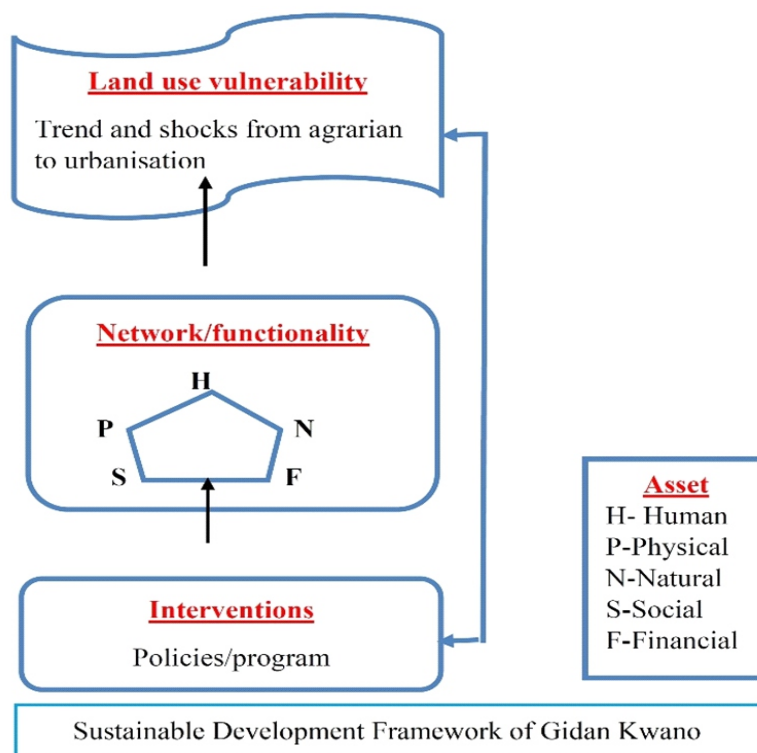 Land use vulnerability
Trend and shocks from agrarian
to urbanisation
Network/functionality
H
P
N
S
F
Interventions
Policies/program
Asset
H- Human
P-Physical
N-Natural
S-Social
F-Financial
Sustainable Development Framework of Gidan Kwano